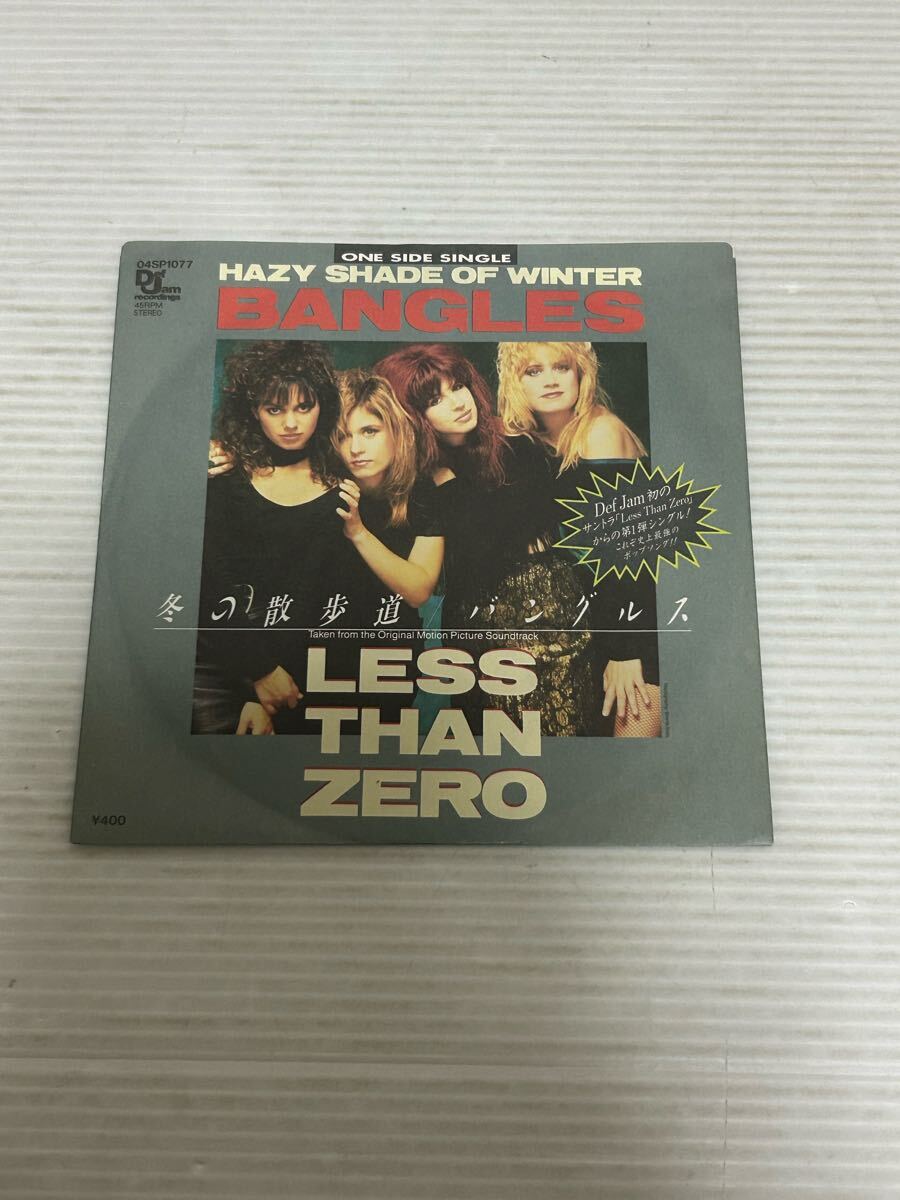 ONE SIDE SINGLE
04SP1077
Def
Jam
recordings
45RPM
STEREO
HAZY SHADE OF WINTER
BANGLES
Def Jam初の
サントラ「Less Than Zero」
からの第1弾シングル!
これぞ史上最強の
ポップソング!!
冬の散歩道/バングルス
Taken from the Original Motion Picture Soundtrack
LESS
THAN
ZERO
¥400